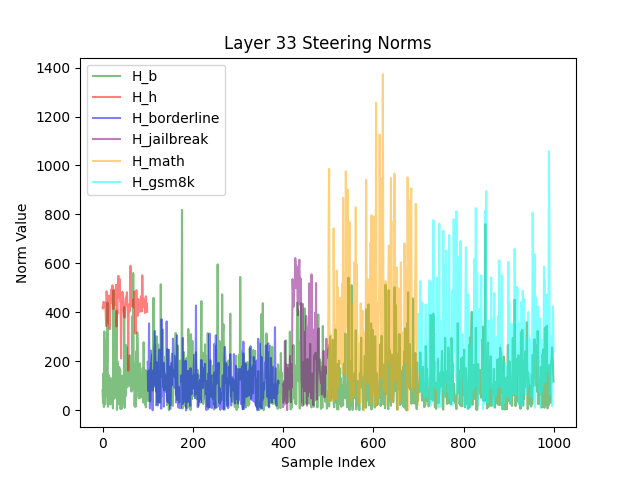 Layer 33 Steering Norms
1400
1200
1000
800
600
400
200
0
Norm Value
H_b
H_h
H_borderline
H_jailbreak
H_math
H_gsm8k
0
200
400
600
800
1000
Sample Index